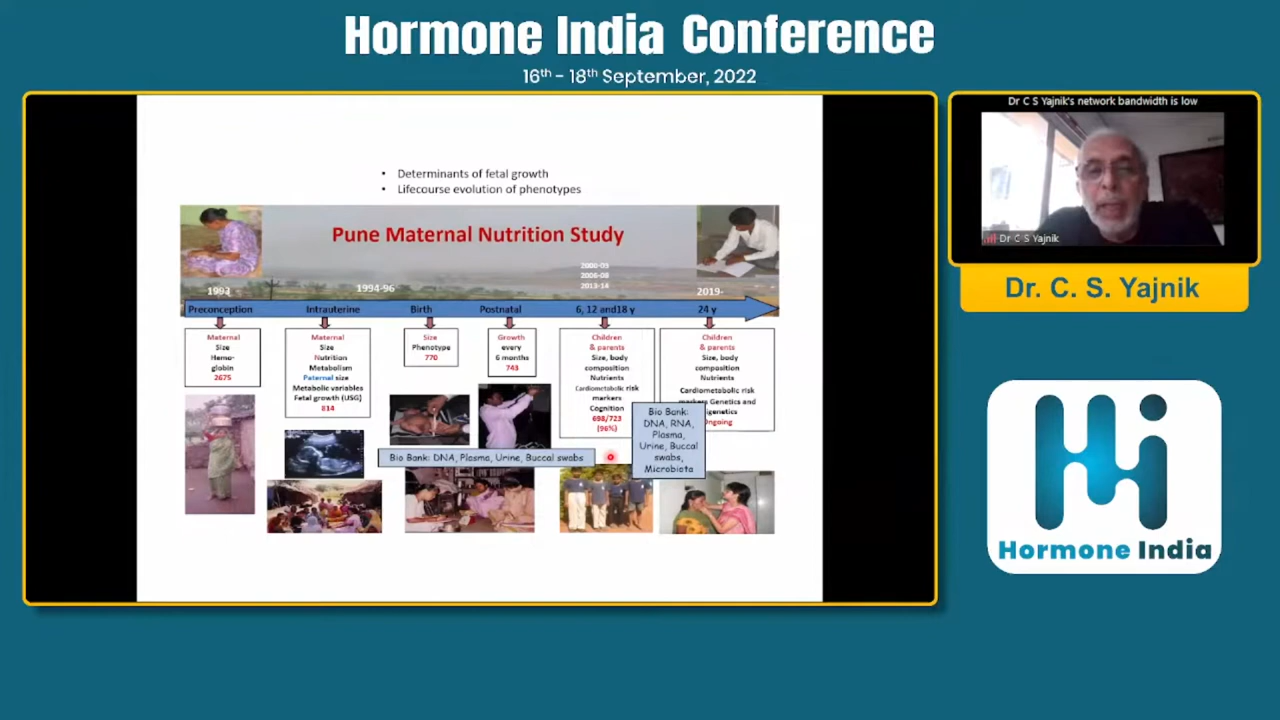 Hormone India Conference
16th - 18th September, 2022
Dr C S Yajnik's network bandwidth is low
Dr C S Yajnik
Dr. C. S. Yajnik
• Determinants of fetal growth
• Lifecourse evolution of phenotypes
Pune Maternal Nutrition Study
1993
1994-96
2000-03
2006-08
2013-14
2019-
Preconception
Intrauterine
Birth
Postnatal
6, 12 and18 y
24 y
Maternal
Size
Hemo-
globin
2675
Maternal
Size
Nutrition
Metabolism
Paternal size
Metabolic variables
Fetal growth (USG)
814
Size
Phenotype
770
Growth
every
6 months
743
Children
& parents
Size, body
composition
Nutrients
Cardiometabolic risk
markers
Cognition
698/723
(96%)
Children
& parents
Size, body
composition
Nutrients
Cardiometabolic risk
Genetics and
Bio Bank: DNA, Plasma, Urine, Buccal swabs
Bio Bank:
DNA, RNA,
Plasma,
Urine, Buccal
swabs,
Microbiota
Hormone India